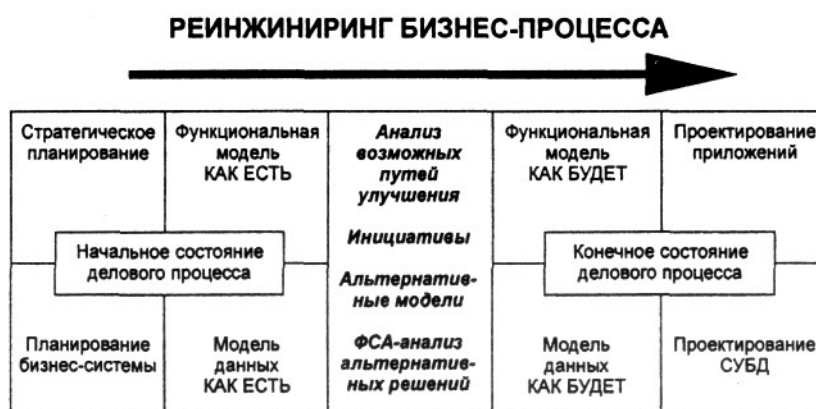 РЕИНЖИНИРИНГ БИЗНЕС-ПРОЦЕССА
Стратегическое
планирование
Функциональная
модель
КАК ЕСТЬ
Анализ
возможных
путей
улучшения
Функциональная
модель
КАК БУДЕТ
Проектирование
приложений
Начальное состояние
делового процесса
Инициативы
Конечное состояние
делового процесса
Альтернатив-
ные модели
Планирование
бизнес-системы
Модель
данных
КАК ЕСТЬ
ФСА-анализ
альтернатив-
ных решений
Модель
данных
КАК БУДЕТ
Проектирование
СУБД